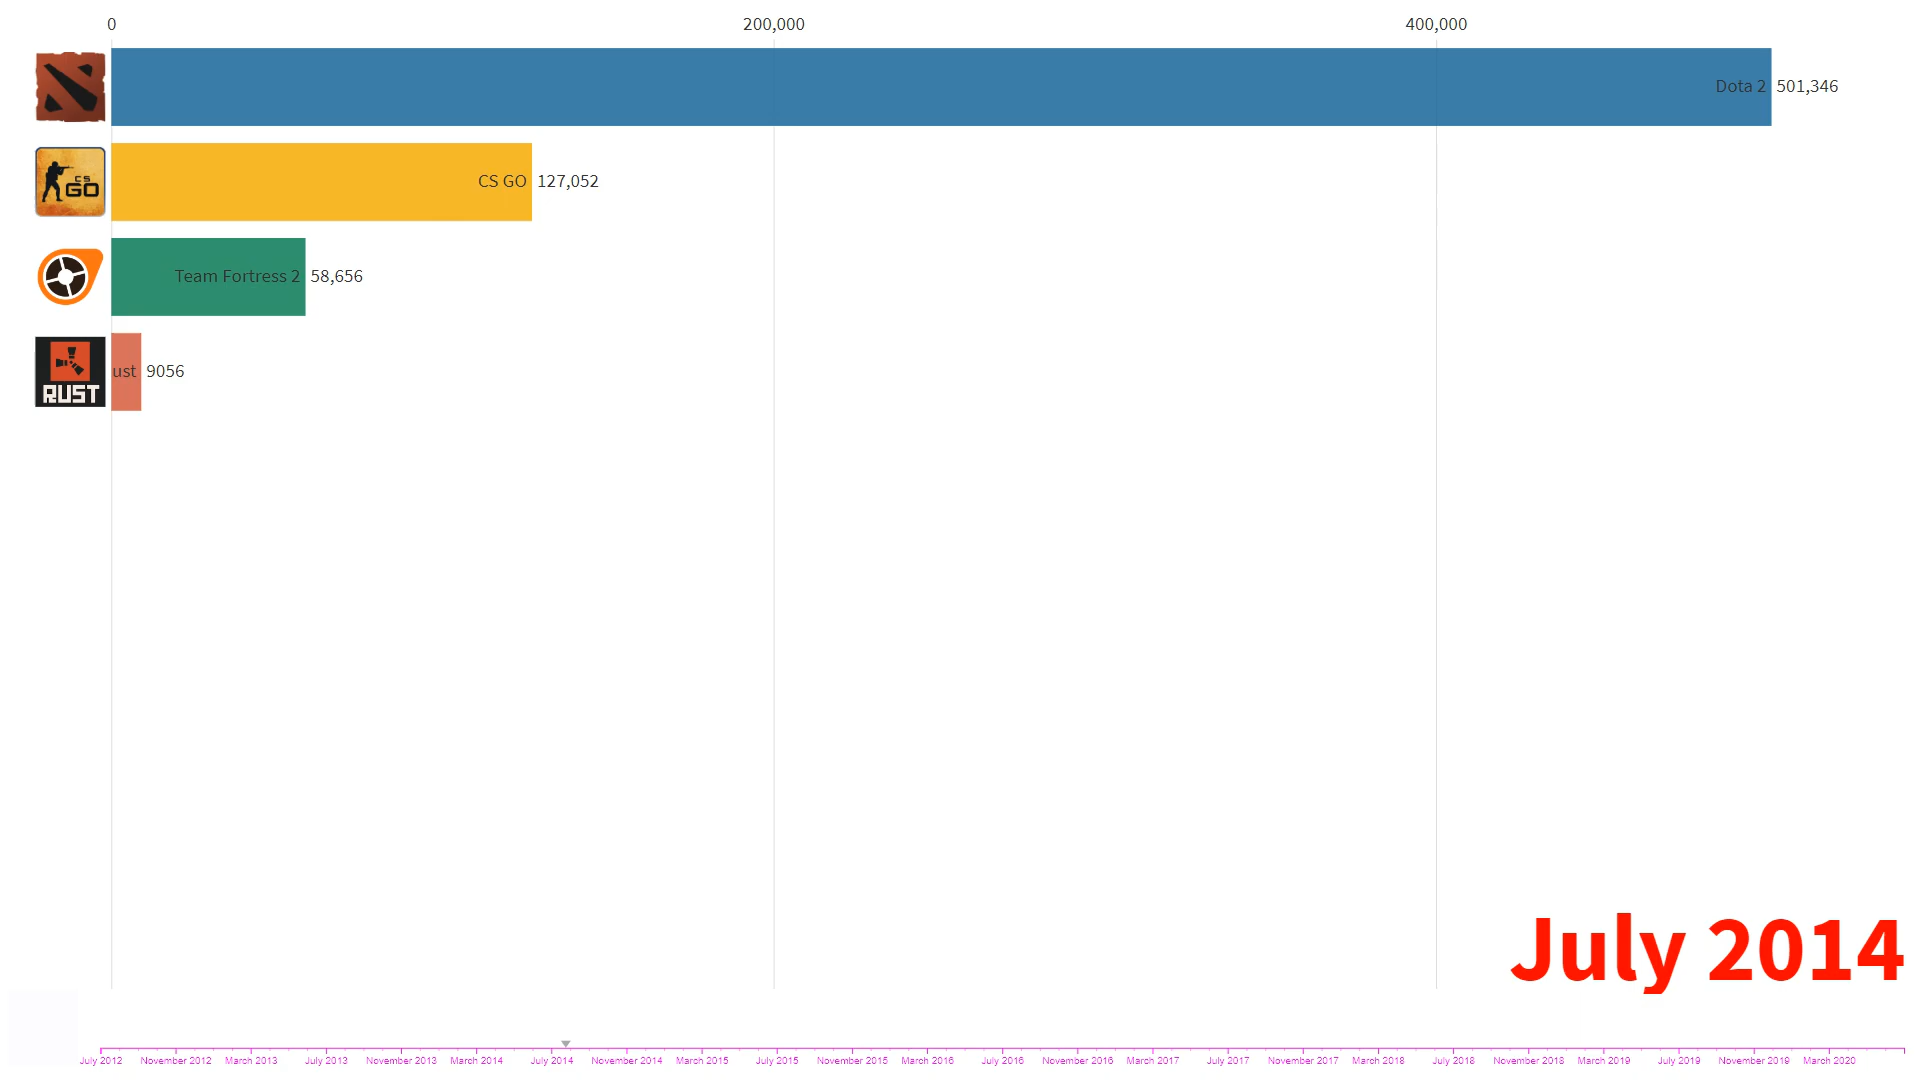 0 200,000 400,000
Dota 2 501,346
CS GO
CS GO 127,052
Team Fortress 2 58,656
RUST
ust 9056
July 2014
July 2012 November 2012 March 2013 July 2013 November 2013 March 2014 July 2014 November 2014 March 2015 July 2015 November 2015 March 2016 July 2016 November 2016 March 2017 July 2017 November 2017 March 2018 July 2018 November 2018 March 2019 July 2019 November 2019 March 2020